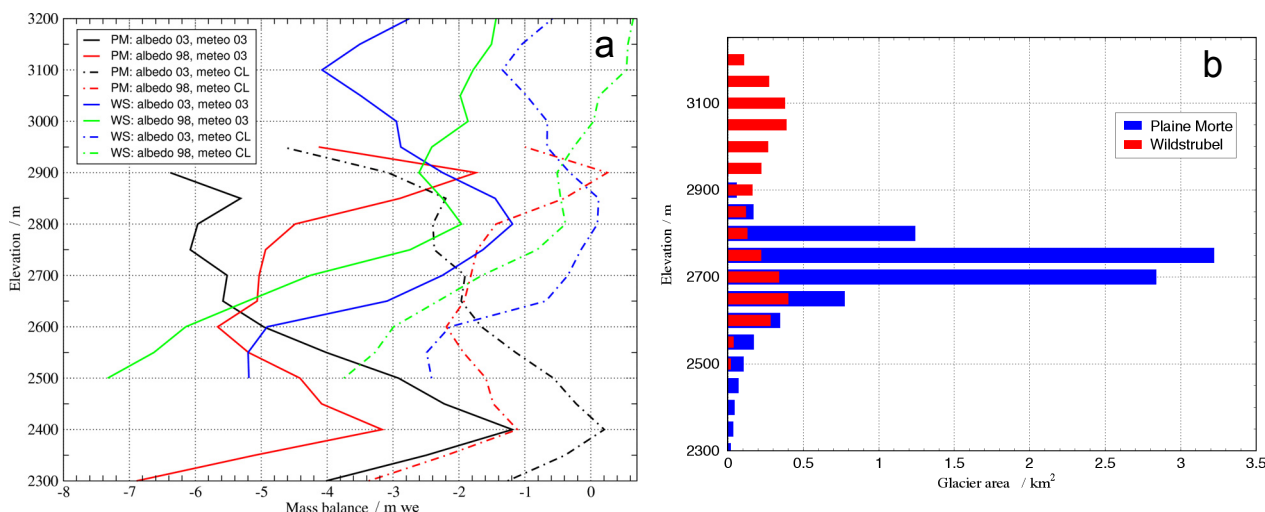 3200
3100
3000
2900
2800
2700
2600
2500
2400
2300
Elevation / m
PM: albedo 03, meteo 03
PM: albedo 98, meteo 03
PM: albedo 03, meteo CL
PM: albedo 98, meteo CL
WS: albedo 03, meteo 03
WS: albedo 98, meteo 03
WS: albedo 03, meteo CL
WS: albedo 98, meteo CL
a
-8 -7 -6 -5 -4 -3 -2 -1 0
Mass balance / m we
b
3100
2900
2700
2500
2300
Elevation / m
Plaine Morte
Wildstrubel
0 0.5 1 1.5 2 2.5 3 3.5
Glacier area / km²